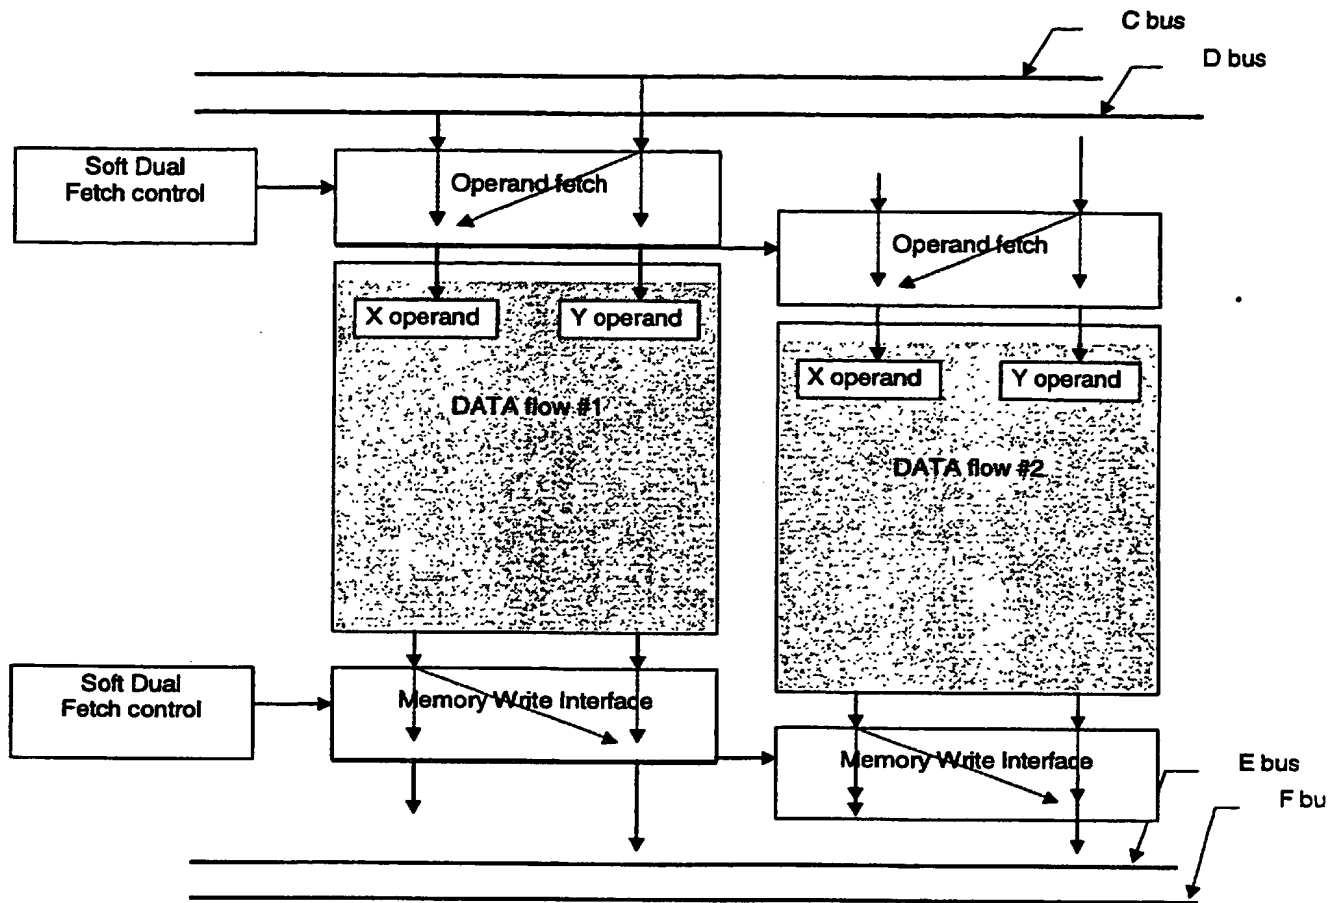 C bus
D bus
Soft Dual
Fetch control
Operand fetch
Operand fetch
X operand
Y operand
X operand
Y operand
DATA flow #1
DATA flow #2
Soft Dual
Fetch control
Memory Write Interface
Memory Write Interface
E bus
F bu